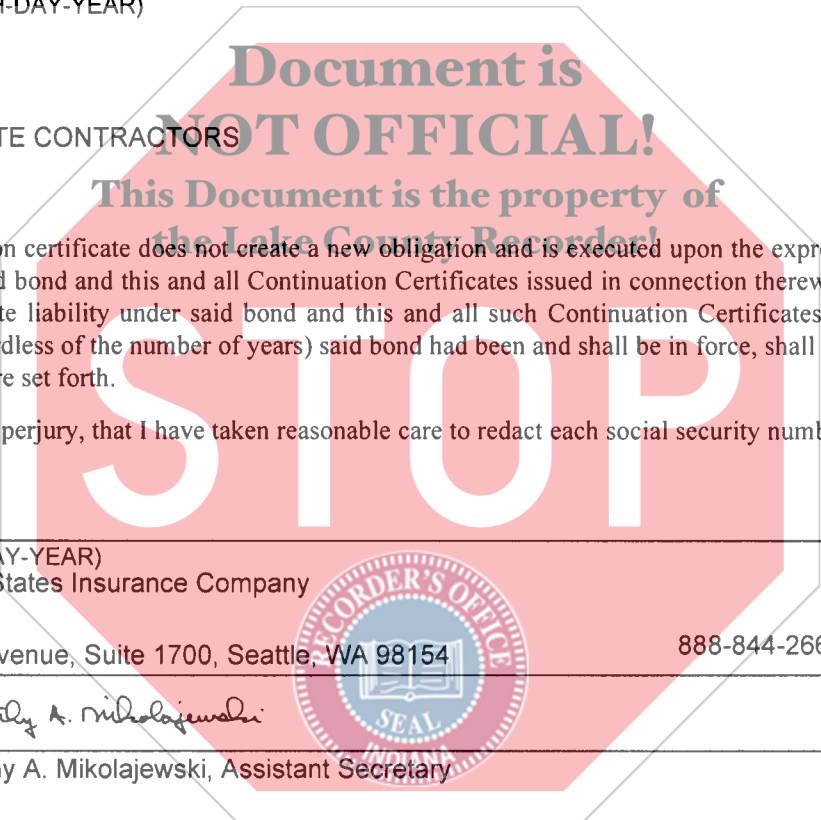 H-DAY-YEAR)
Document is
NOT OFFICIAL!
TE CONTRACTORS
This Document is the property of
the Lake County Recorder!
on certificate does not create a new obligation and is executed upon the expre
d bond and this and all Continuation Certificates issued in connection therew
te liability under said bond and this and all such Continuation Certificates
rdless of the number of years) said bond had been and shall be in force, shall
re set forth.
perjury, that I have taken reasonable care to redact each social security numb
STOP
AY-YEAR)
States Insurance Company
venue, Suite 1700, Seattle, WA 98154
888-844-266
ily A. Mikolajewski
y A. Mikolajewski, Assistant Secretary
RECORDER'S OFFICE
SEAL
INDIANA